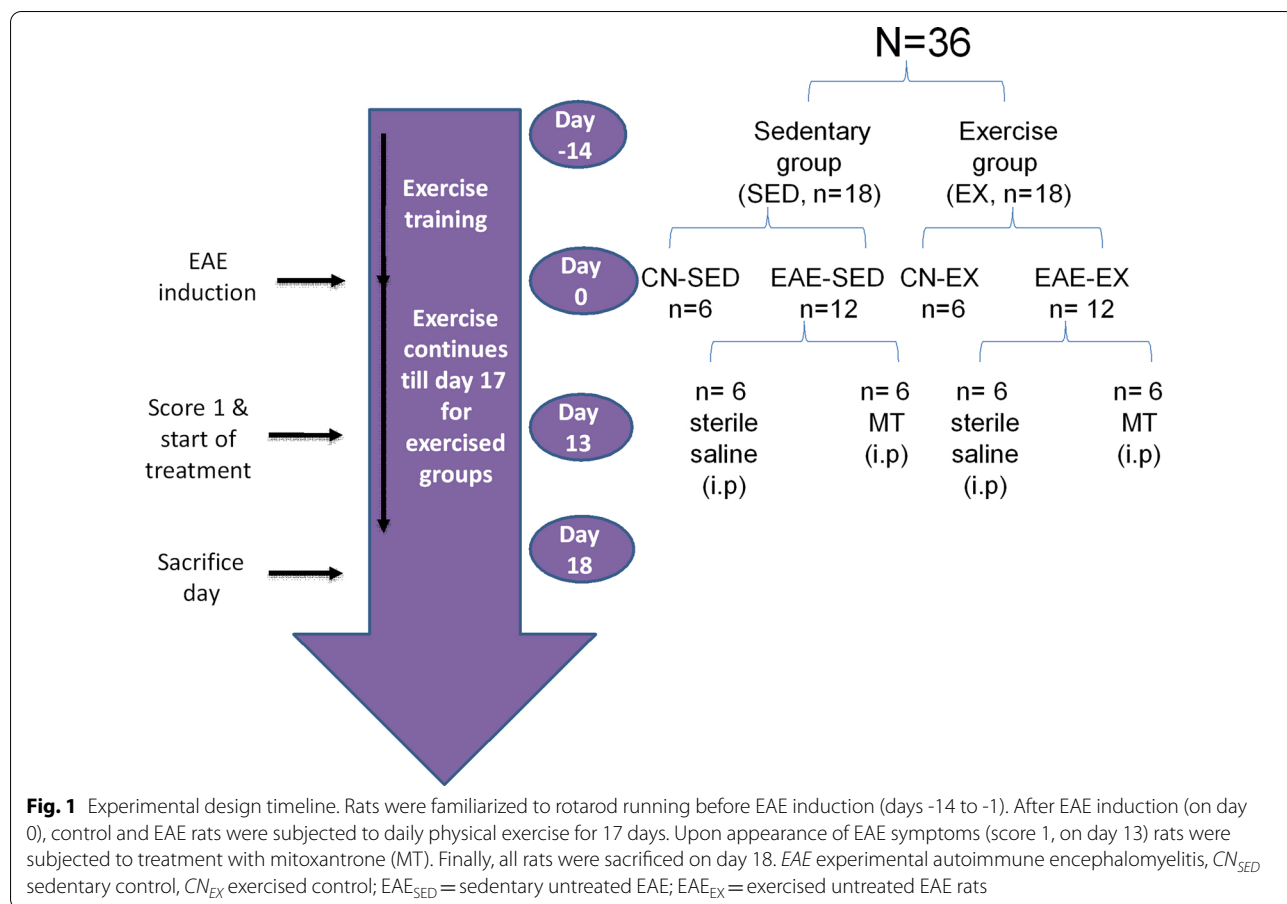 N=36
Sedentary
group
(SED, n=18)
Exercise
group
(EX, n=18)
CN-SED
n=6
EAE-SED
n=12
CN-EX
n=6
EAE-EX
n= 12
n= 6
sterile
saline
(i.p)
n= 6
MT
(i.p)
n= 6
sterile
saline
(i.p)
n= 6
MT
(i.p)
Day
-14
Exercise
training
EAE
induction
Day
0
Exercise
continues
till day 17
for
exercised
groups
Score 1 &
start of
treatment
Day
13
Day
18
Sacrifice
day
Fig. 1 Experimental design timeline. Rats were familiarized to rotarod running before EAE induction (days -14 to -1). After EAE induction (on day
0), control and EAE rats were subjected to daily physical exercise for 17 days. Upon appearance of EAE symptoms (score 1, on day 13) rats were
subjected to treatment with mitoxantrone (MT). Finally, all rats were sacrificed on day 18. EAE experimental autoimmune encephalomyelitis, CN_SED
sedentary control, CN_EX exercised control; EAE_SED = sedentary untreated EAE; EAE_EX = exercised untreated EAE rats